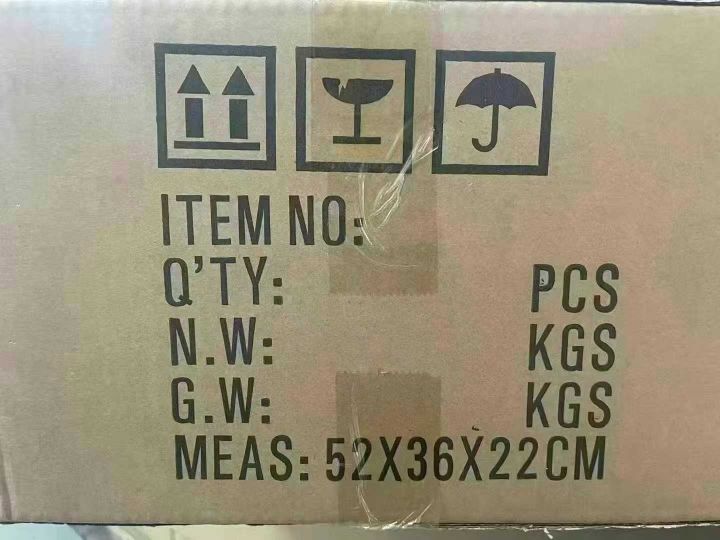 ITEM NO:
Q'TY: PCS
N.W: KGS
G.W: KGS
MEAS: 52X36X22CM